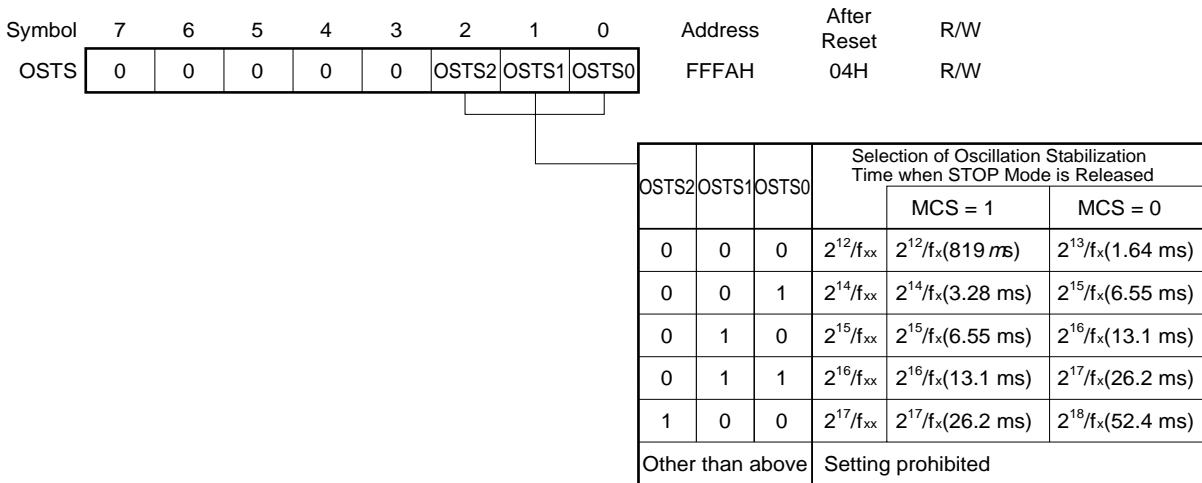 Symbol 7 6 5 4 3 2 1 0 Address After Reset R/W
OSTS 0 0 0 0 0 OSTS2 OSTS1 OSTS0 FFFAH 04H R/W
OSTS2 OSTS1 OSTS0 Selection of Oscillation Stabilization
Time when STOP Mode is Released
MCS = 1 MCS = 0
0 0 0 2^12/fxx 2^12/fx(819 ms) 2^13/fx(1.64 ms)
0 0 1 2^14/fxx 2^14/fx(3.28 ms) 2^15/fx(6.55 ms)
0 1 0 2^15/fxx 2^15/fx(6.55 ms) 2^16/fx(13.1 ms)
0 1 1 2^16/fxx 2^16/fx(13.1 ms) 2^17/fx(26.2 ms)
1 0 0 2^17/fxx 2^17/fx(26.2 ms) 2^18/fx(52.4 ms)
Other than above Setting prohibited